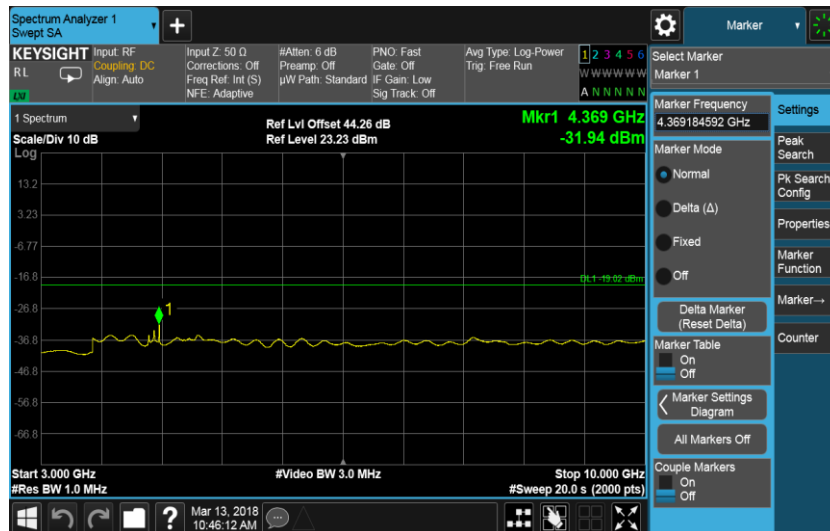 Spectrum Analyzer 1
Swept SA
+
Marker
KEYSIGHT
RL
LXI
Input: RF
Coupling: DC
Align: Auto
Input Z: 50 Ω
Corrections: Off
Freq Ref: Int (S)
NFE: Adaptive
#Atten: 6 dB
Preamp: Off
µW Path: Standard
PNO: Fast
Gate: Off
IF Gain: Low
Sig Track: Off
Avg Type: Log-Power
Trig: Free Run
1 2 3 4 5 6
W W W W W W
A N N N N N
Select Marker
Marker 1
1 Spectrum
Scale/Div 10 dB
Log
Ref Lvl Offset 44.26 dB
Ref Level 23.23 dBm
Mkr1 4.369 GHz
-31.94 dBm
13.2
3.23
-6.77
-16.8
-26.8
-36.8
-46.8
-56.8
-66.8
DL1 -19.02 dBm
1
Start 3.000 GHz
#Res BW 1.0 MHz
#Video BW 3.0 MHz
Stop 10.000 GHz
#Sweep 20.0 s (2000 pts)
Marker Frequency
4.369184592 GHz
Marker Mode
Normal
Delta (Δ)
Fixed
Off
Delta Marker
(Reset Delta)
Marker Table
On
Off
Marker Settings
Diagram
All Markers Off
Couple Markers
On
Off
Settings
Peak
Search
Pk Search
Config
Properties
Marker
Function
Marker→
Counter
?
Mar 13, 2018
10:46:12 AM